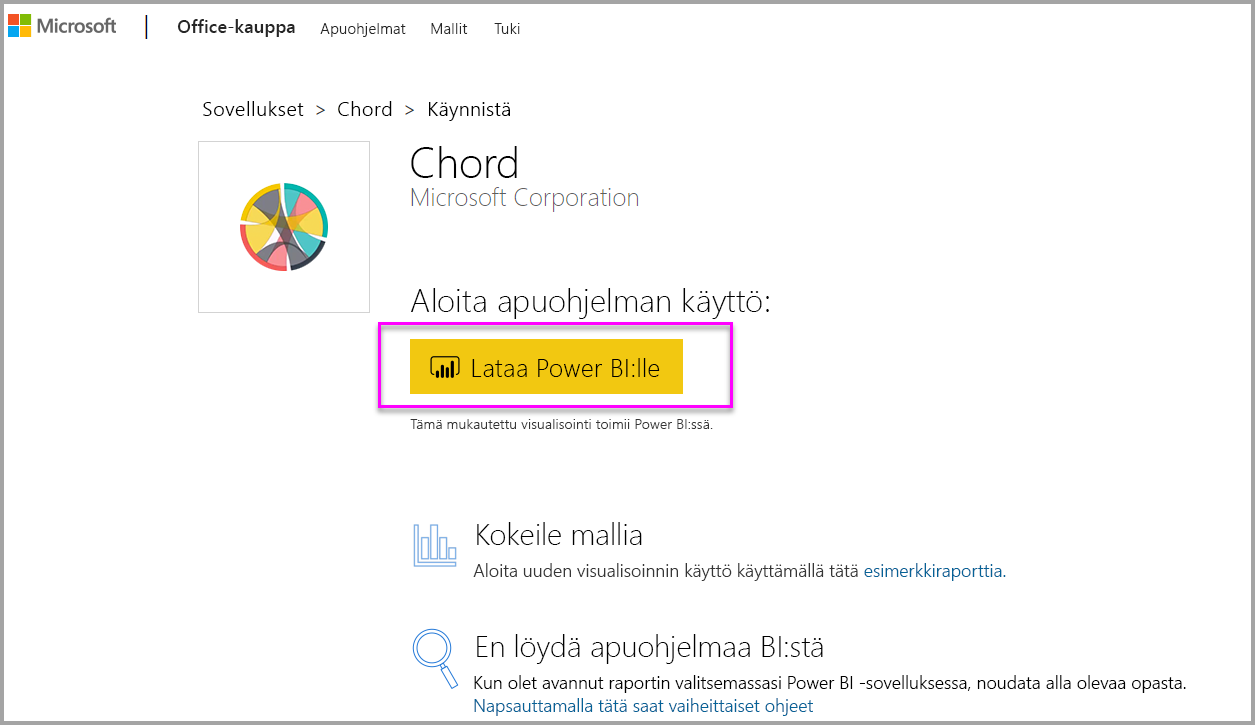 Microsoft | Office-kauppa Apuohjelmat Mallit Tuki
Sovellukset > Chord > Käynnistä
Chord
Microsoft Corporation
Aloita apuohjelman käyttö:
Lataa Power BI:lle
Tämä mukautettu visualisointi toimii Power BI:ssä.
Kokeile mallia
Aloita uuden visualisoinnin käyttö käyttämällä tätä esimerkkiraporttia.
En löydä apuohjelmaa BI:stä
Kun olet avannut raportin valitsemassasi Power BI -sovelluksessa, noudata alla olevaa opasta.
Napsauttamalla tätä saat vaiheittaiset ohjeet